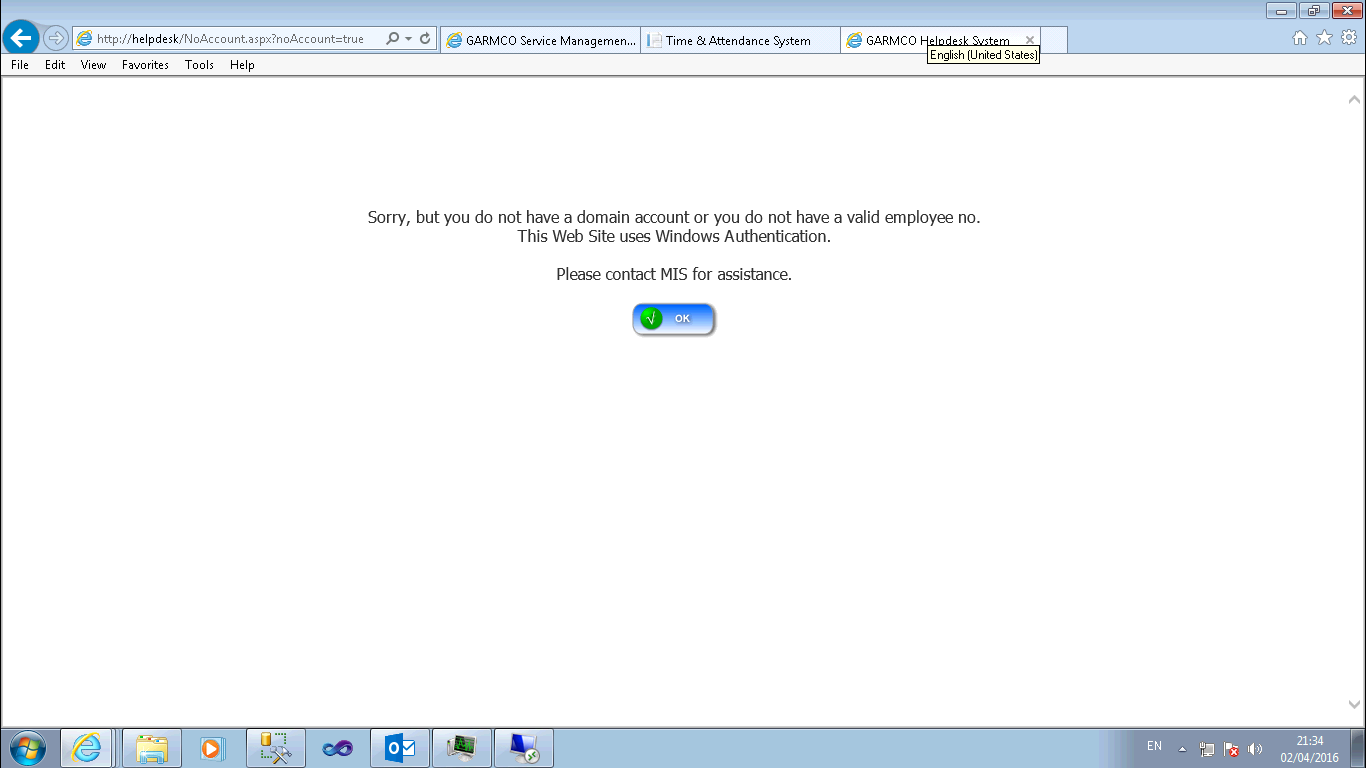 http://helpdesk/NoAccount.aspx?noAccount=true
GARMCO Service Managemen...
Time & Attendance System
GARMCO Helpdesk System
English (United States)
File Edit View Favorites Tools Help
Sorry, but you do not have a domain account or you do not have a valid employee no.
This Web Site uses Windows Authentication.
Please contact MIS for assistance.
OK
EN
21:34
02/04/2016